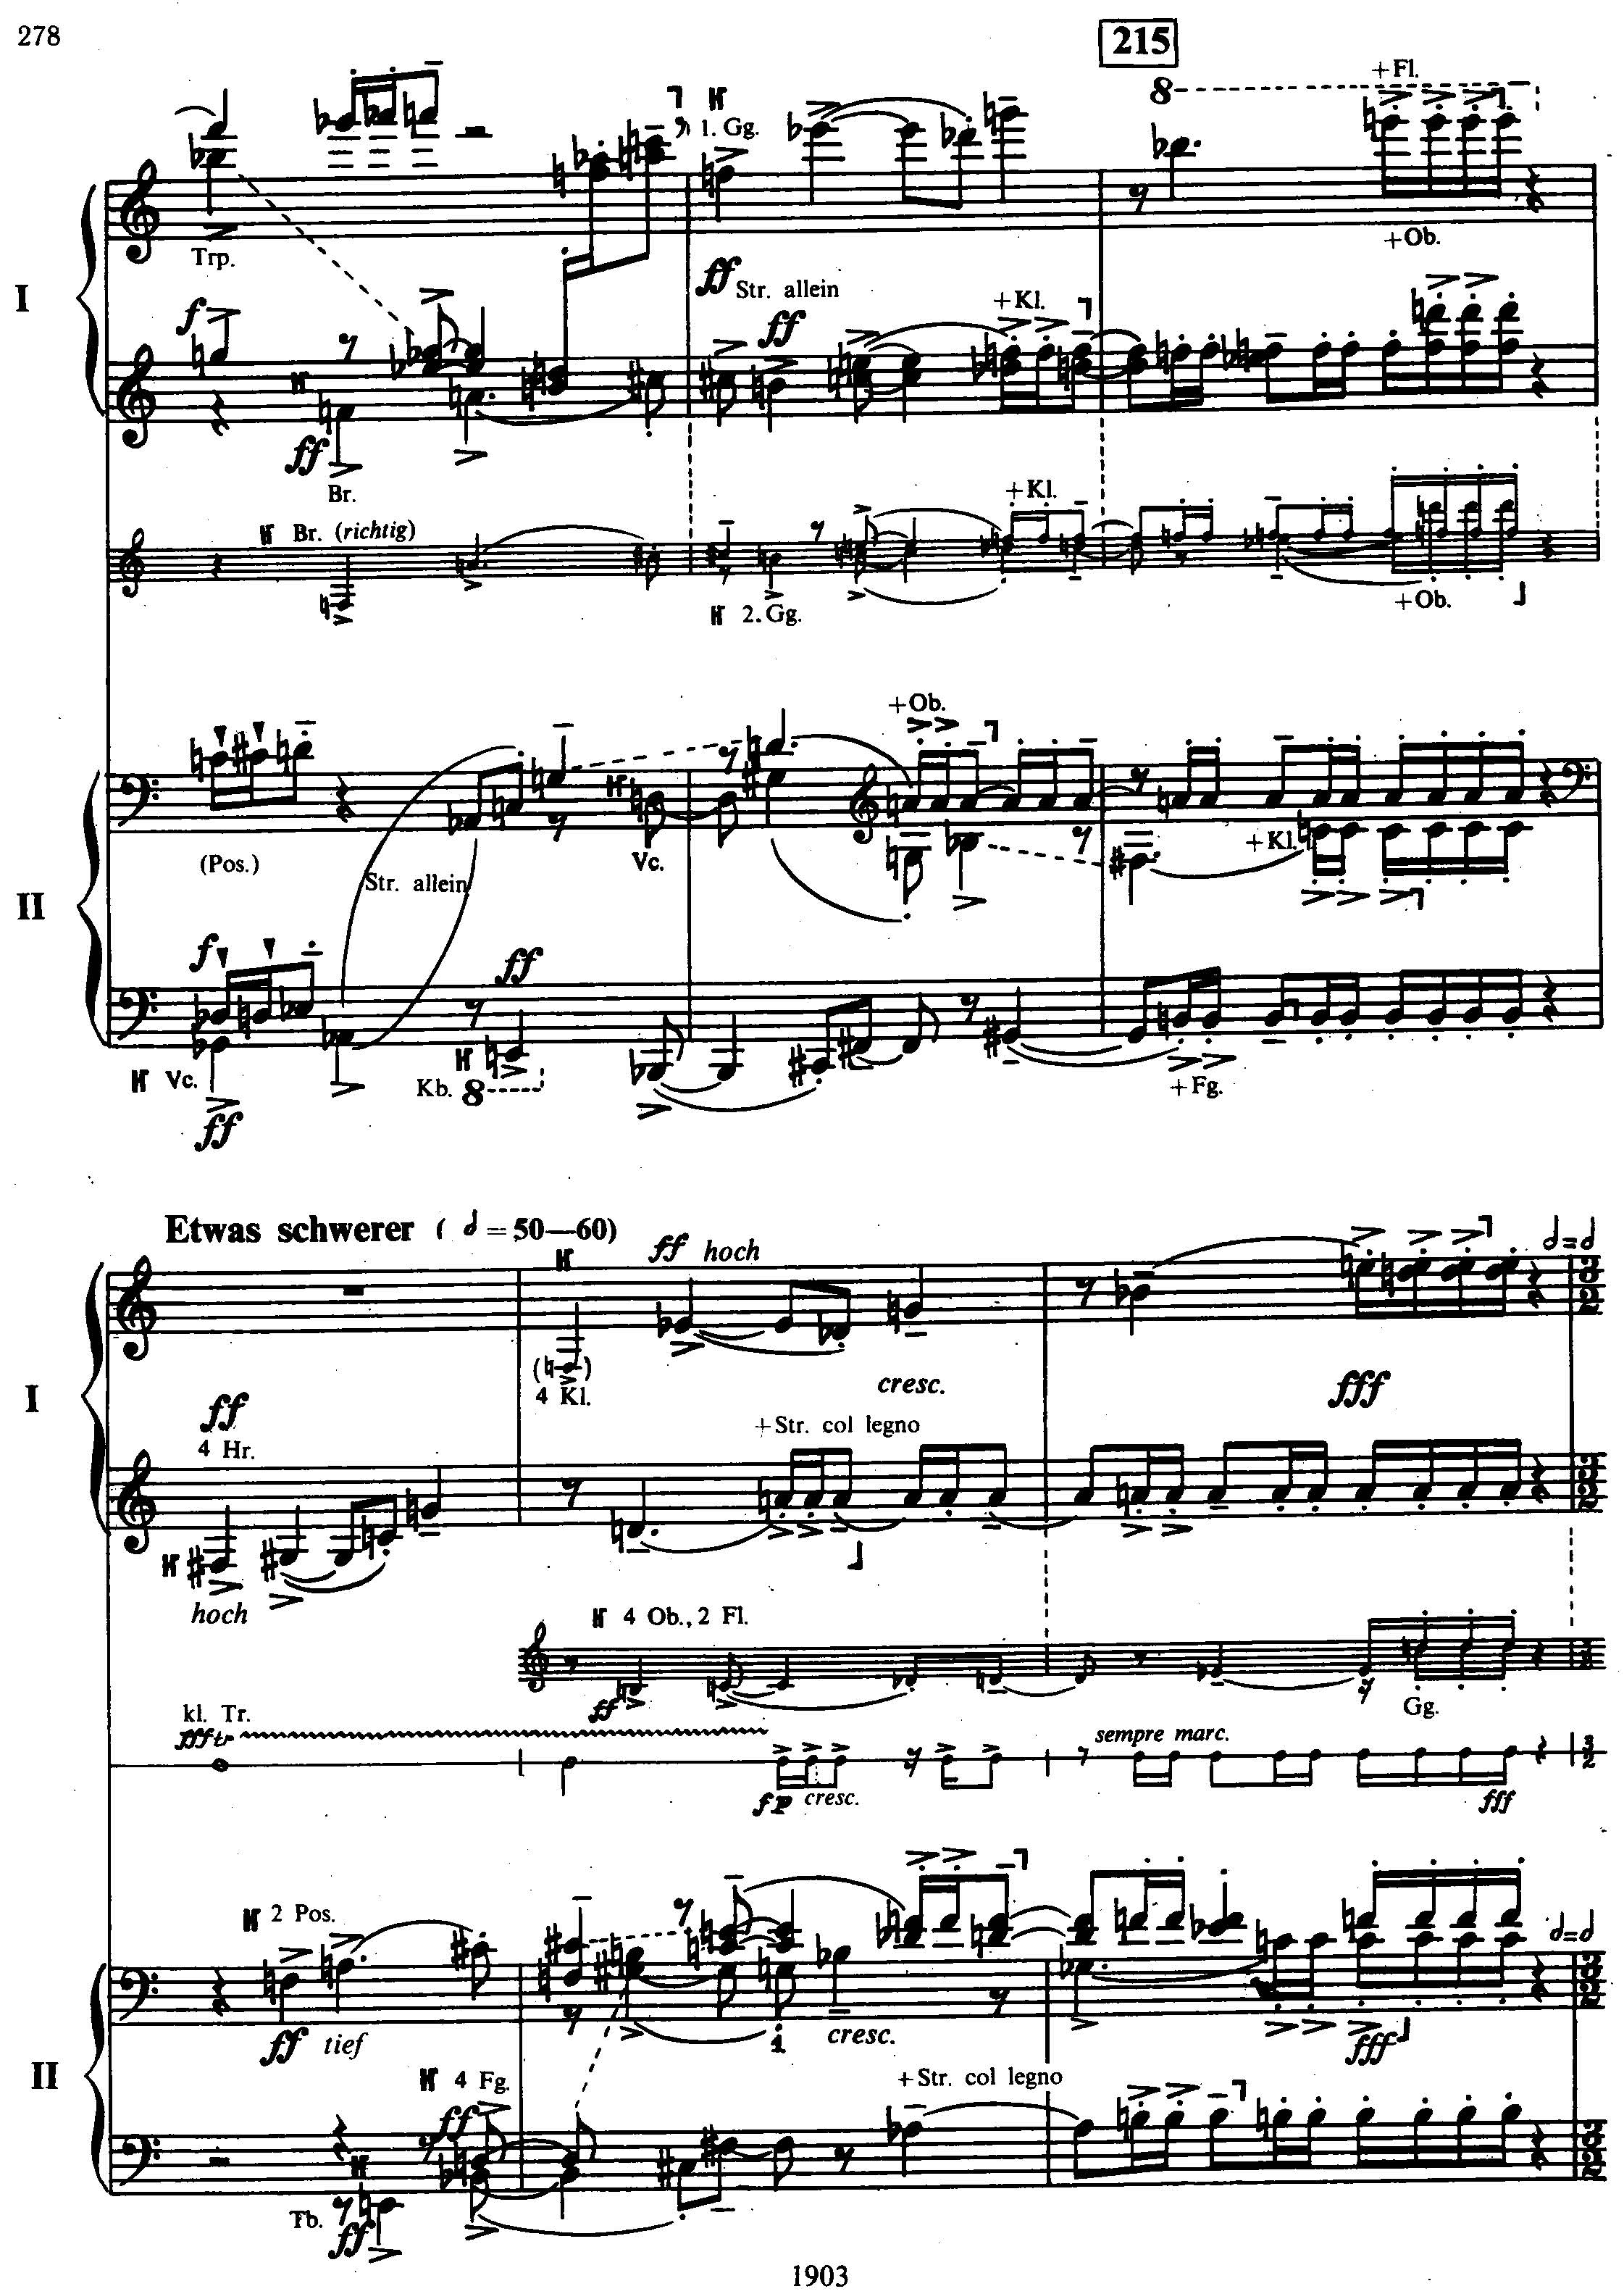 278
215
8
+Fl.
1. Gg.
Trp.
+Ob.
I
ff
Str. allein
+Kl.
f
ff
ff
Br.
+Kl.
Br. (richtig)
2. Gg.
+Ob.
+Ob.
(Pos.)
Str. allein
Vc.
+Kl.
II
f
ff
Vc.
Kb. 8
+Fg.
ff
Etwas schwerer ( = 50—60)
ff hoch
4 Kl.
cresc.
I
ff
fff
4 Hr.
+Str. col legno
hoch
4 Ob., 2 Fl.
ff
Gg.
kl. Tr.
fff tr
sempre marc.
fp cresc.
fff
2 Pos.
ff tief
cresc.
fff
II
4 Fg.
+Str. col legno
ff
Tb.
ff
1903